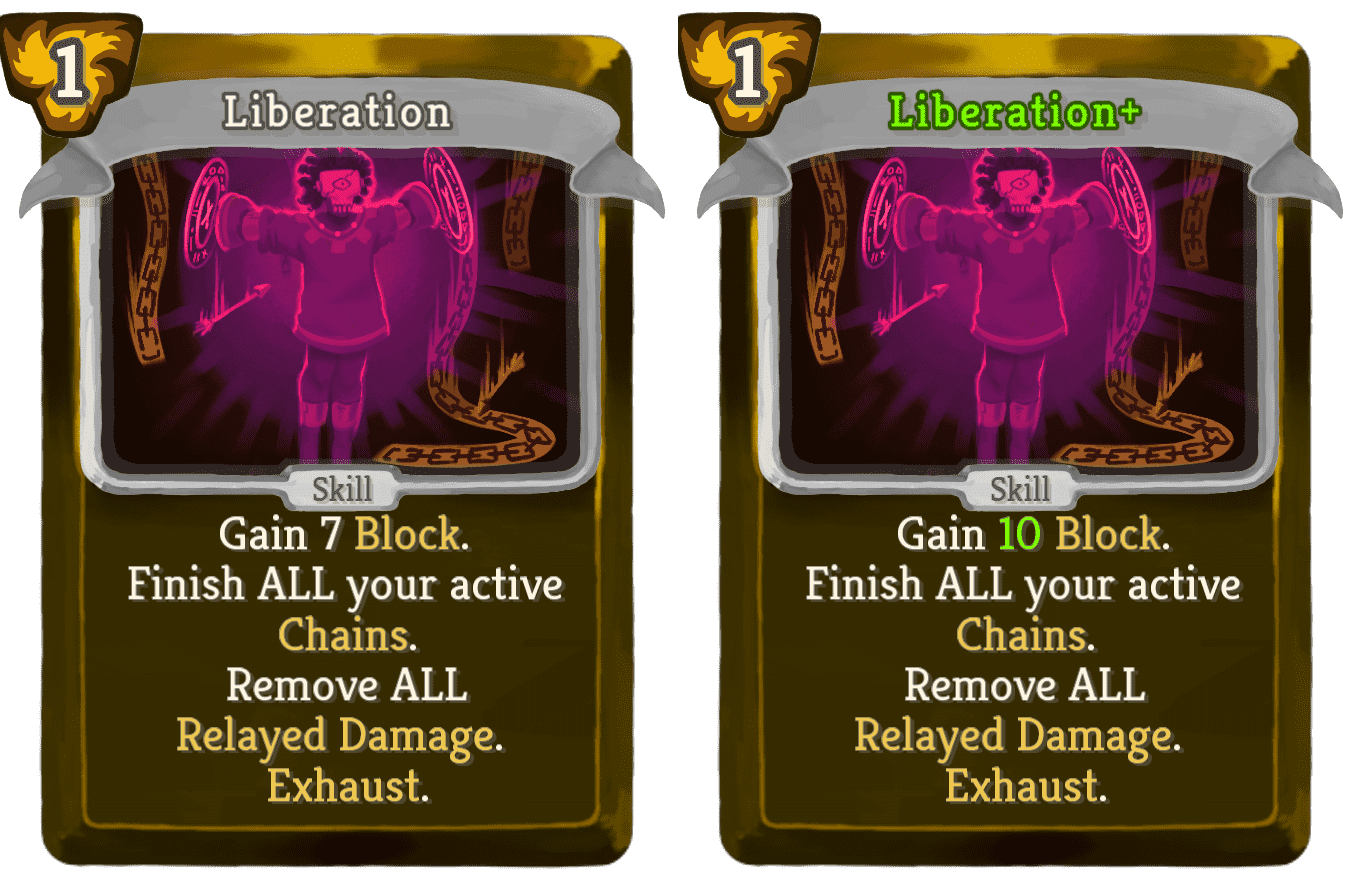 1
Liberation
Skill
Gain 7 Block.
Finish ALL your active
Chains.
Remove ALL
Relayed Damage.
Exhaust.
1
Liberation+
Skill
Gain 10 Block.
Finish ALL your active
Chains.
Remove ALL
Relayed Damage.
Exhaust.